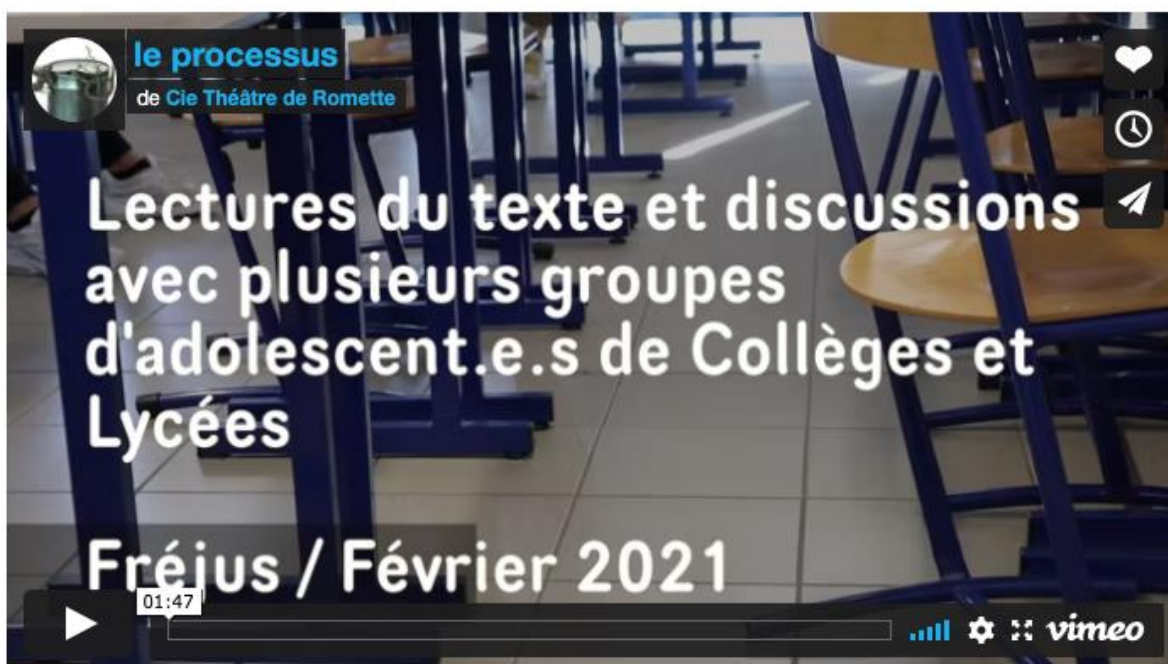 le processus
de Cie Théâtre de Romette
Lectures du texte et discussions
avec plusieurs groupes
d'adolescent.e.s de Collèges et
Lycées
Fréjus / Février 2021
01:47
vimeo